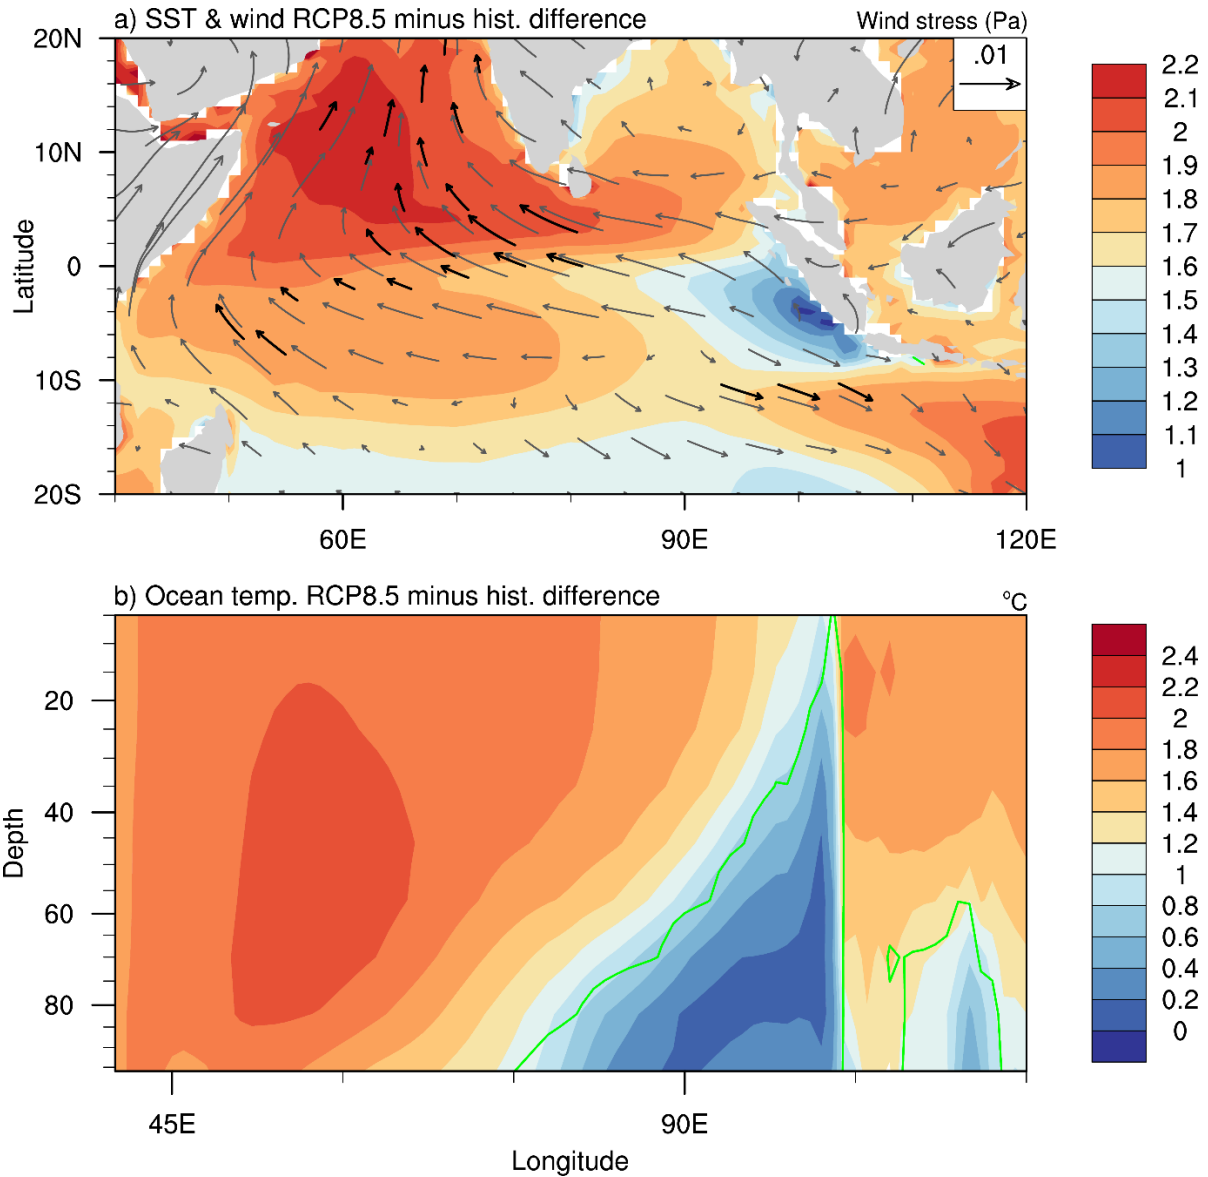 a) SST & wind RCP8.5 minus hist. difference
Wind stress (Pa)
20N
10N
0
10S
20S
Latitude
.01
60E
90E
120E
2.2
2.1
2
1.9
1.8
1.7
1.6
1.5
1.4
1.3
1.2
1.1
1
b) Ocean temp. RCP8.5 minus hist. difference
°C
20
40
60
80
Depth
45E
90E
Longitude
2.4
2.2
2
1.8
1.6
1.4
1.2
1
0.8
0.6
0.4
0.2
0